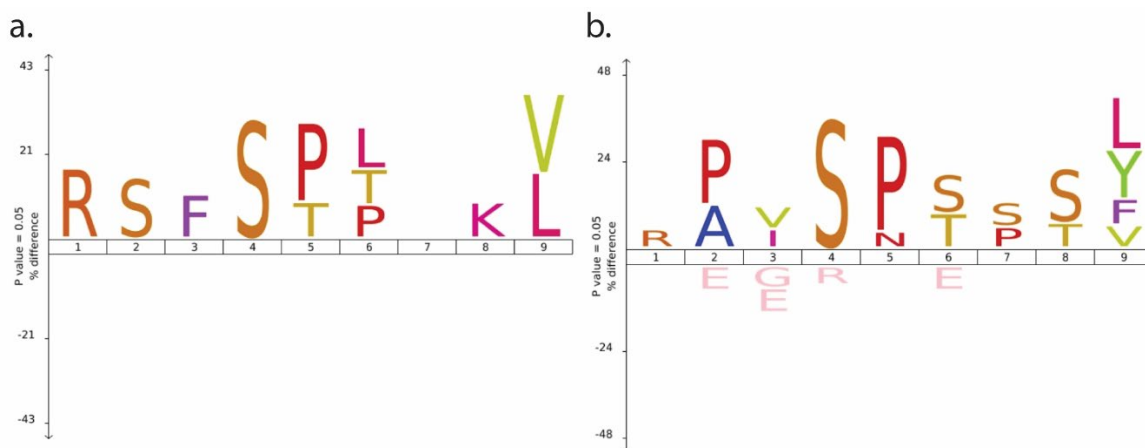 a.
43
21
P value = 0.05
% difference
-21
-43
R S F S P L V
T T L
P K
1 2 3 4 5 6 7 8 9
b.
48
24
P value = 0.05
% difference
-24
-48
R P V S P S S S L
A I N T P T Y
F
V
1 2 3 4 5 6 7 8 9
E G R E
E